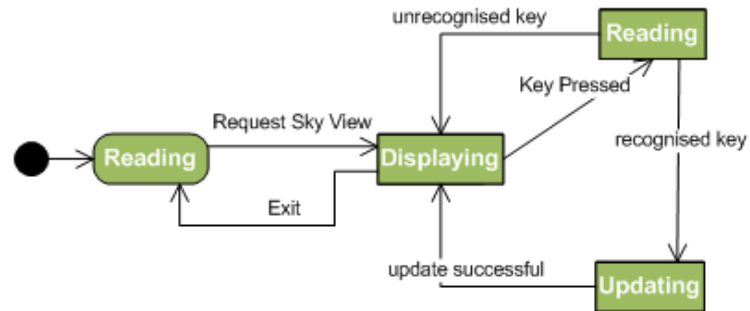 unrecognised key
Reading
Key Pressed
Request Sky View
recognised key
Reading
Displaying
Exit
update successful
Updating